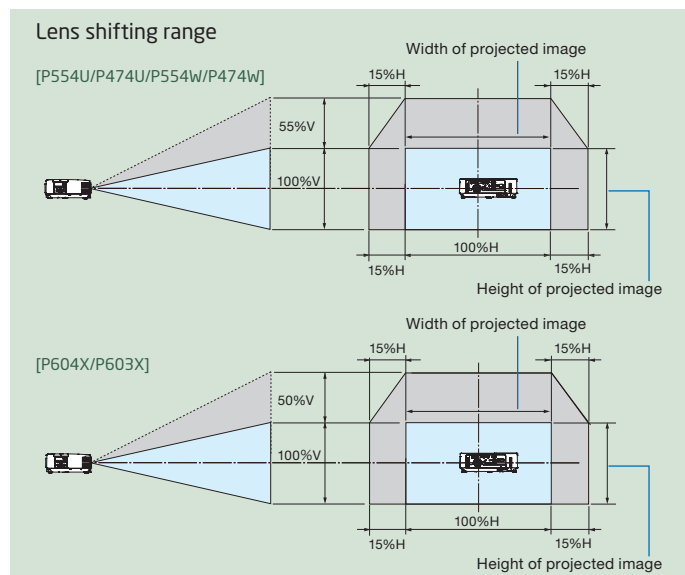 Lens shifting range
Width of projected image
[P554U/P474U/P554W/P474W]
15%H
15%H
55%V
100%V
100%H
15%H
15%H
Height of projected image
Width of projected image
15%H
15%H
[P604X/P603X]
50%V
100%V
100%H
15%H
15%H
Height of projected image